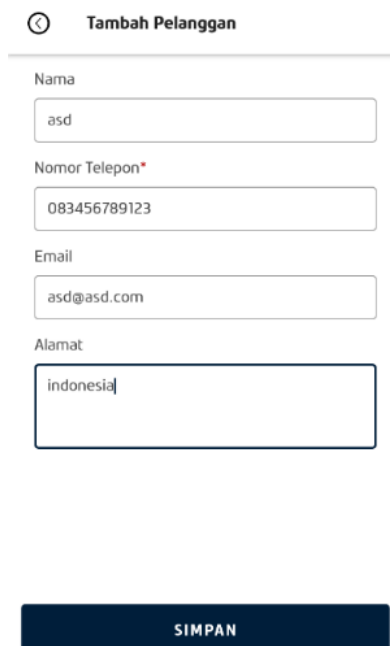 Tambah Pelanggan
Nama
asd
Nomor Telepon*
083456789123
Email
asd@asd.com
Alamat
indonesia
SIMPAN